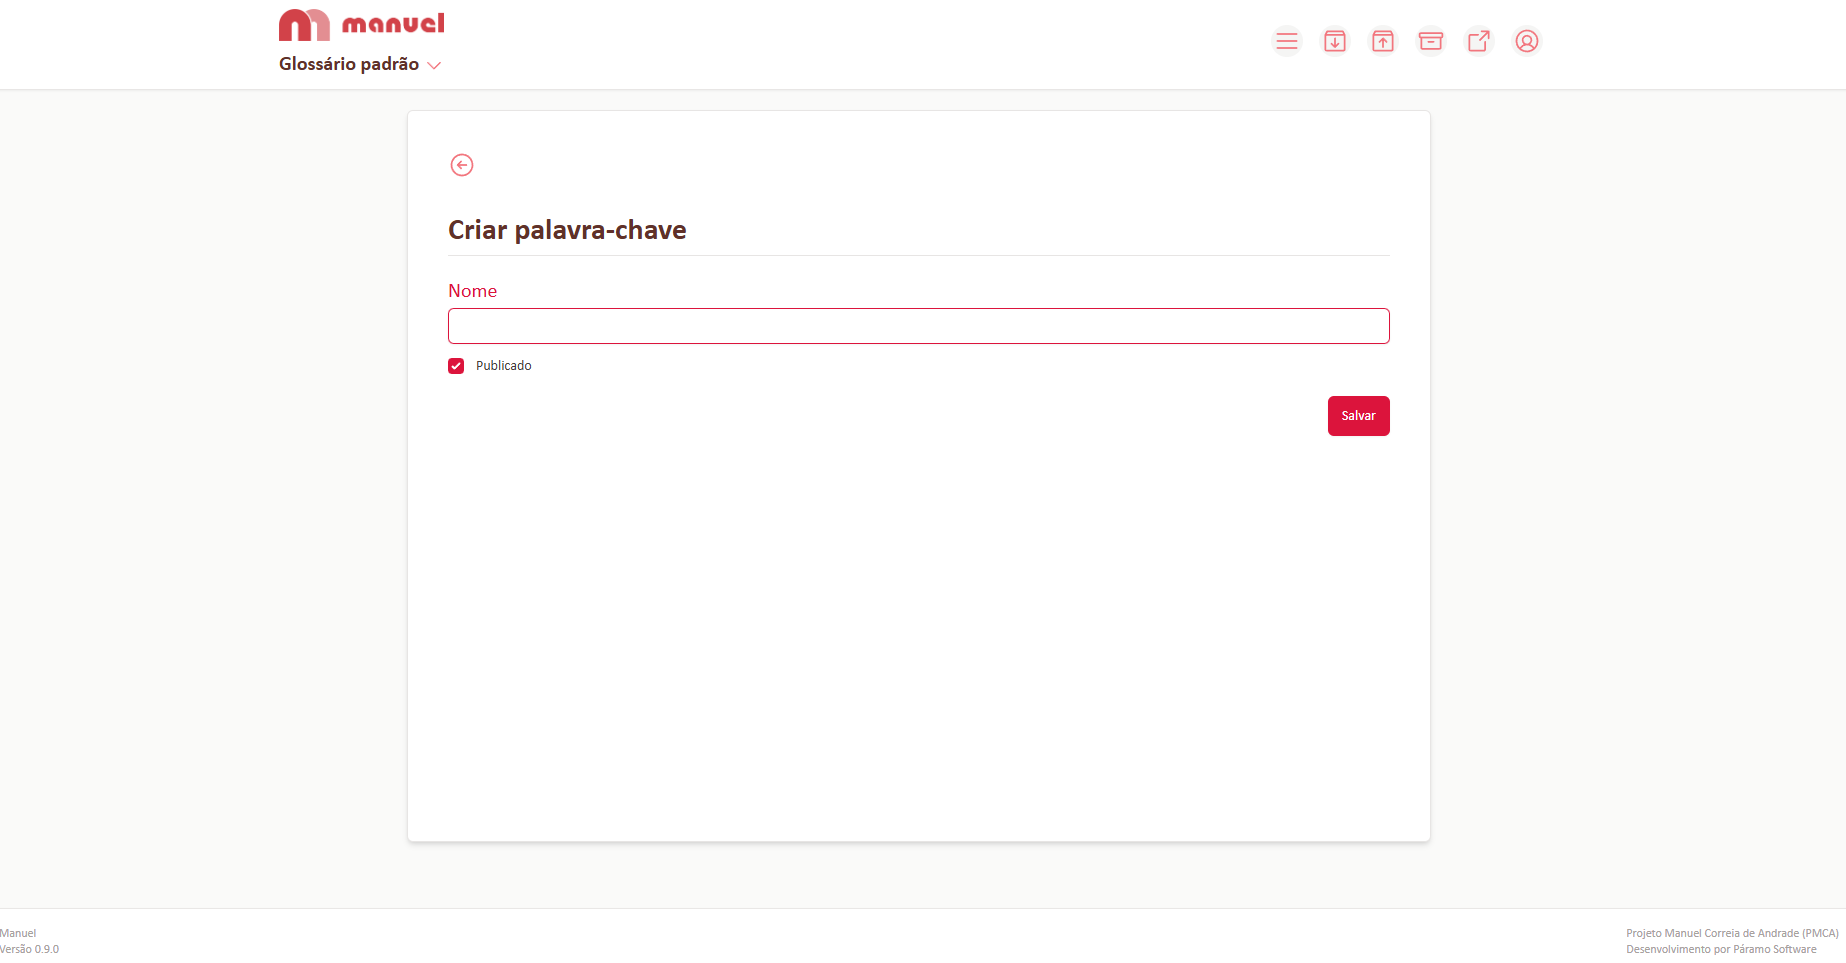 manuel
Glossário padrão
Criar palavra-chave
Nome
Publicado
Salvar
Manuel
Versão 0.9.0
Projeto Manuel Correia de Andrade (PMCA)
Desenvolvimento por Páramo Software